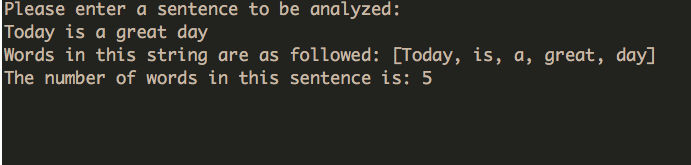 Please enter a sentence to be analyzed:
Today is a great day
Words in this string are as followed: [Today, is, a, great, day]
The number of words in this sentence is: 5